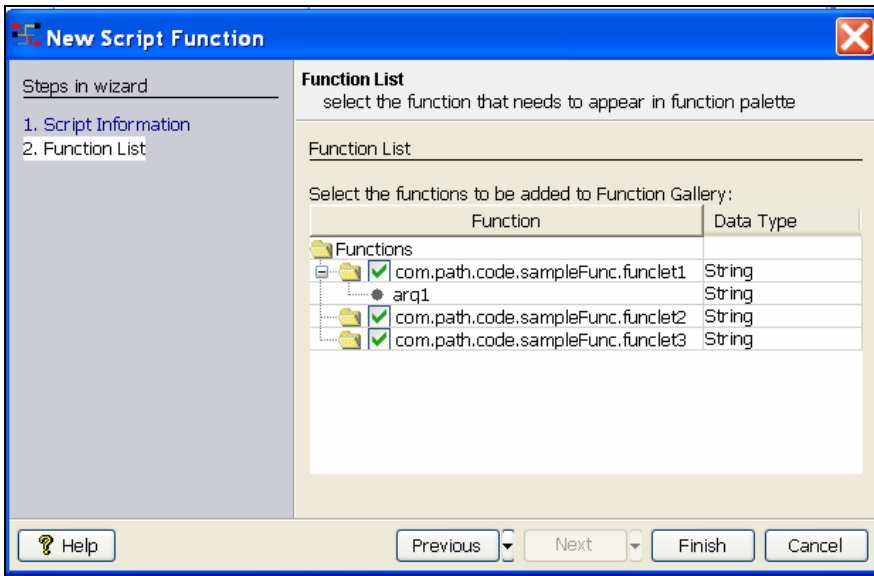 New Script Function
Steps in wizard
1. Script Information
2. Function List
Function List
select the function that needs to appear in function palette
Function List
Select the functions to be added to Function Gallery:
Function Data Type
Functions
com.path.code.sampleFunc.funclet1 String
arq1 String
com.path.code.sampleFunc.funclet2 String
com.path.code.sampleFunc.funclet3 String
Help Previous Next Finish Cancel